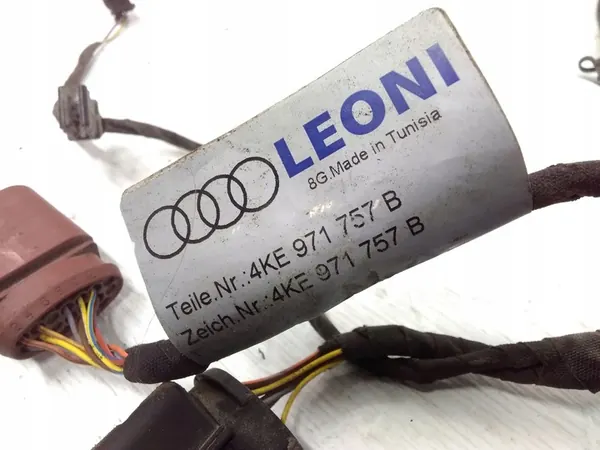 LEONI
8G.Made in Tunisia
Teile.Nr.:4KE 971 757 B
Zeich.Nr.:4KE 971 757 B